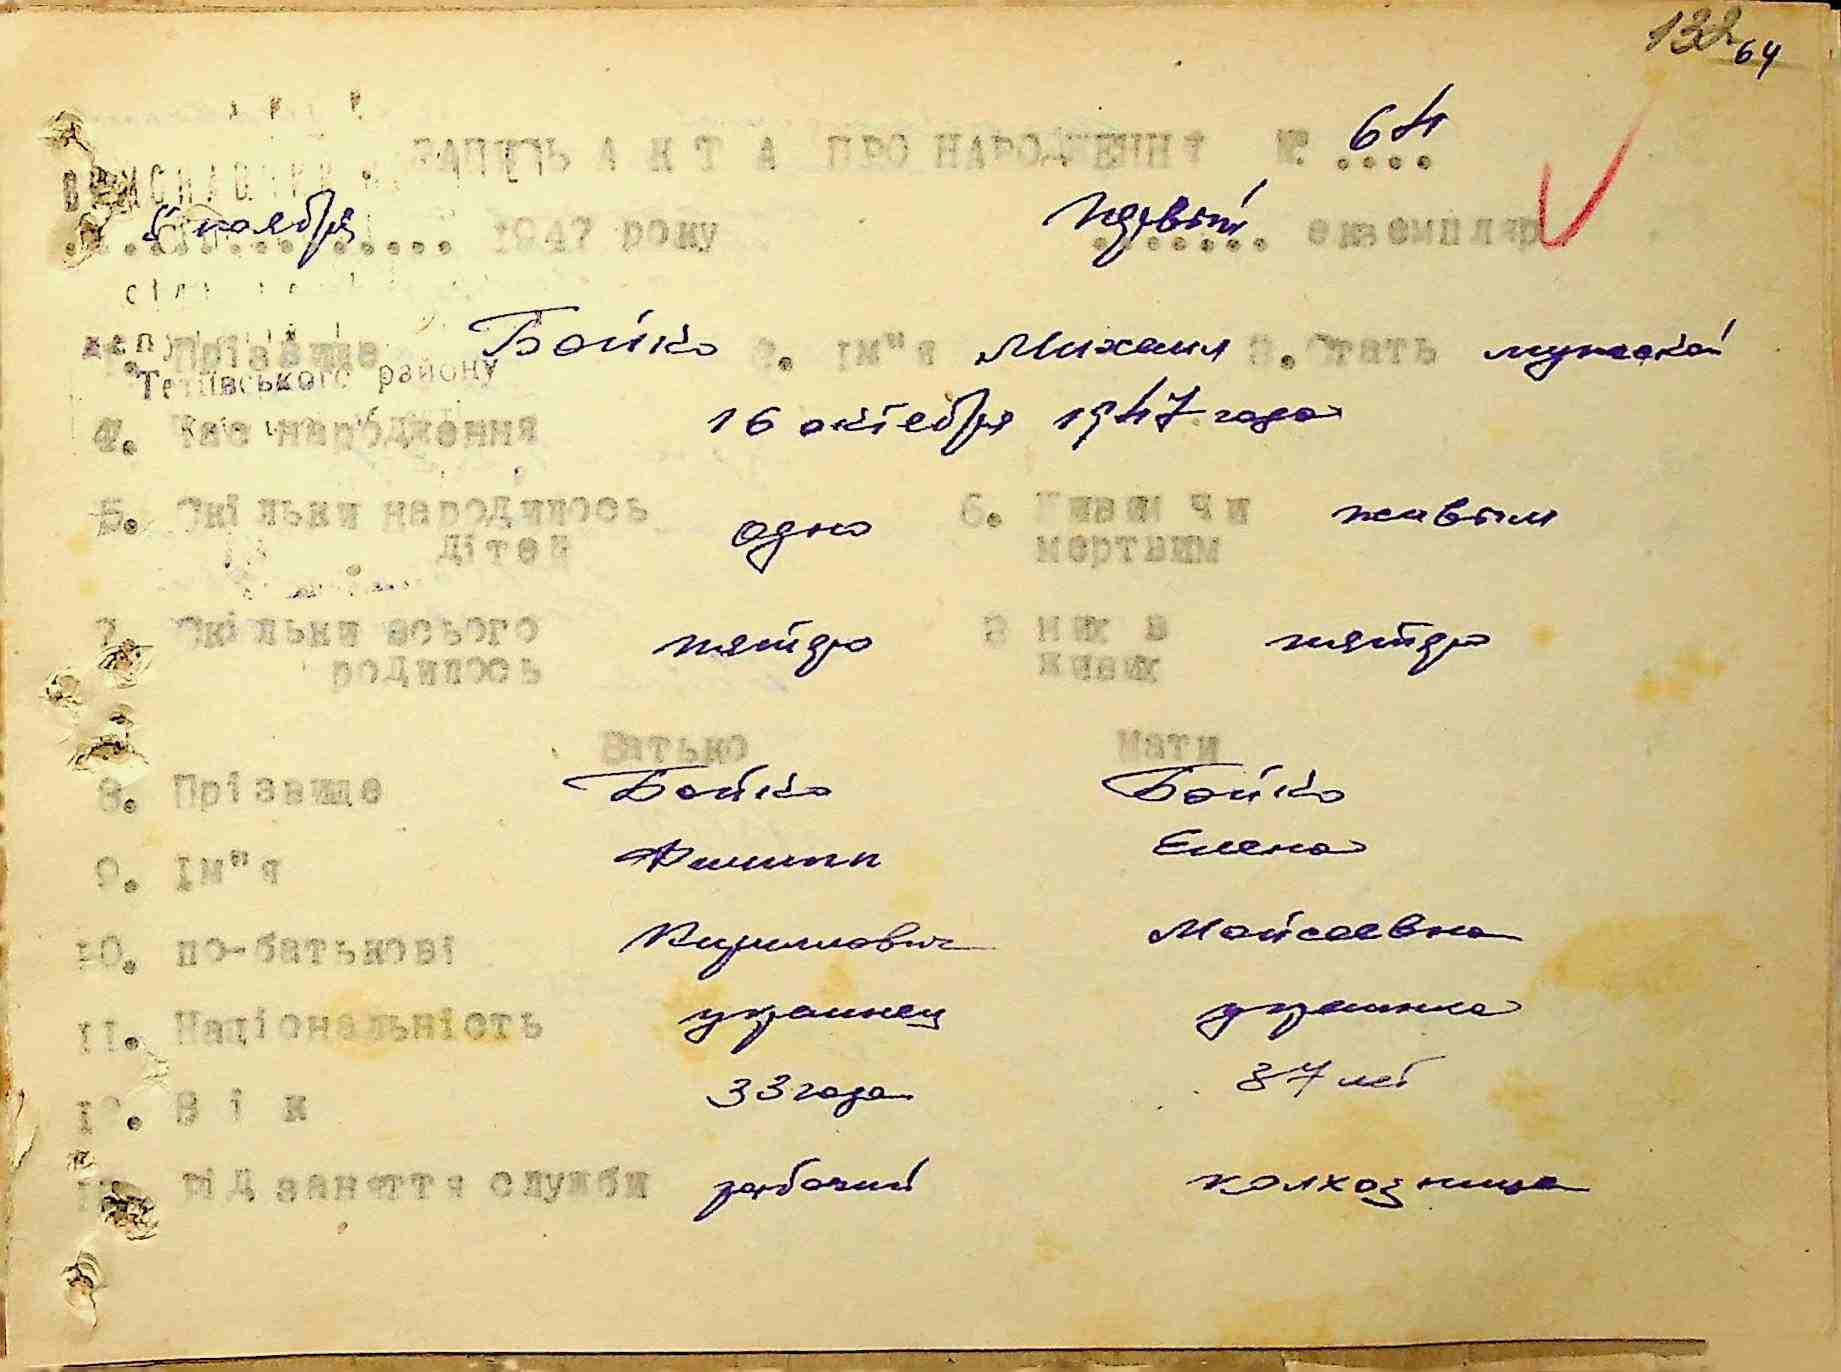 132 64
ЗАПИСЬ АКТА ПРО НАРОДЖЕННЯ № 64
5 ноября 1947 року первый екземпляр
1. Прізвище Бойко 2. Ім"я Михаил 3. Стать мужской
Тетіївського району
4. Час народження 16 октября 1947 года
5. Скільки народилось дітей одно 6. Живим чи мертвим живым
7. Скільки всього родилось пятеро З них в живих пятеро
Батько Мати
8. Прізвище Бойко Бойко
9. Ім"я Филипп Елена
10. по-батькові Кириллович Мойсеевна
11. Національність украинец украинка
12. Вік 33 года 37 лет
13. від заняття служби рабочий колхозница